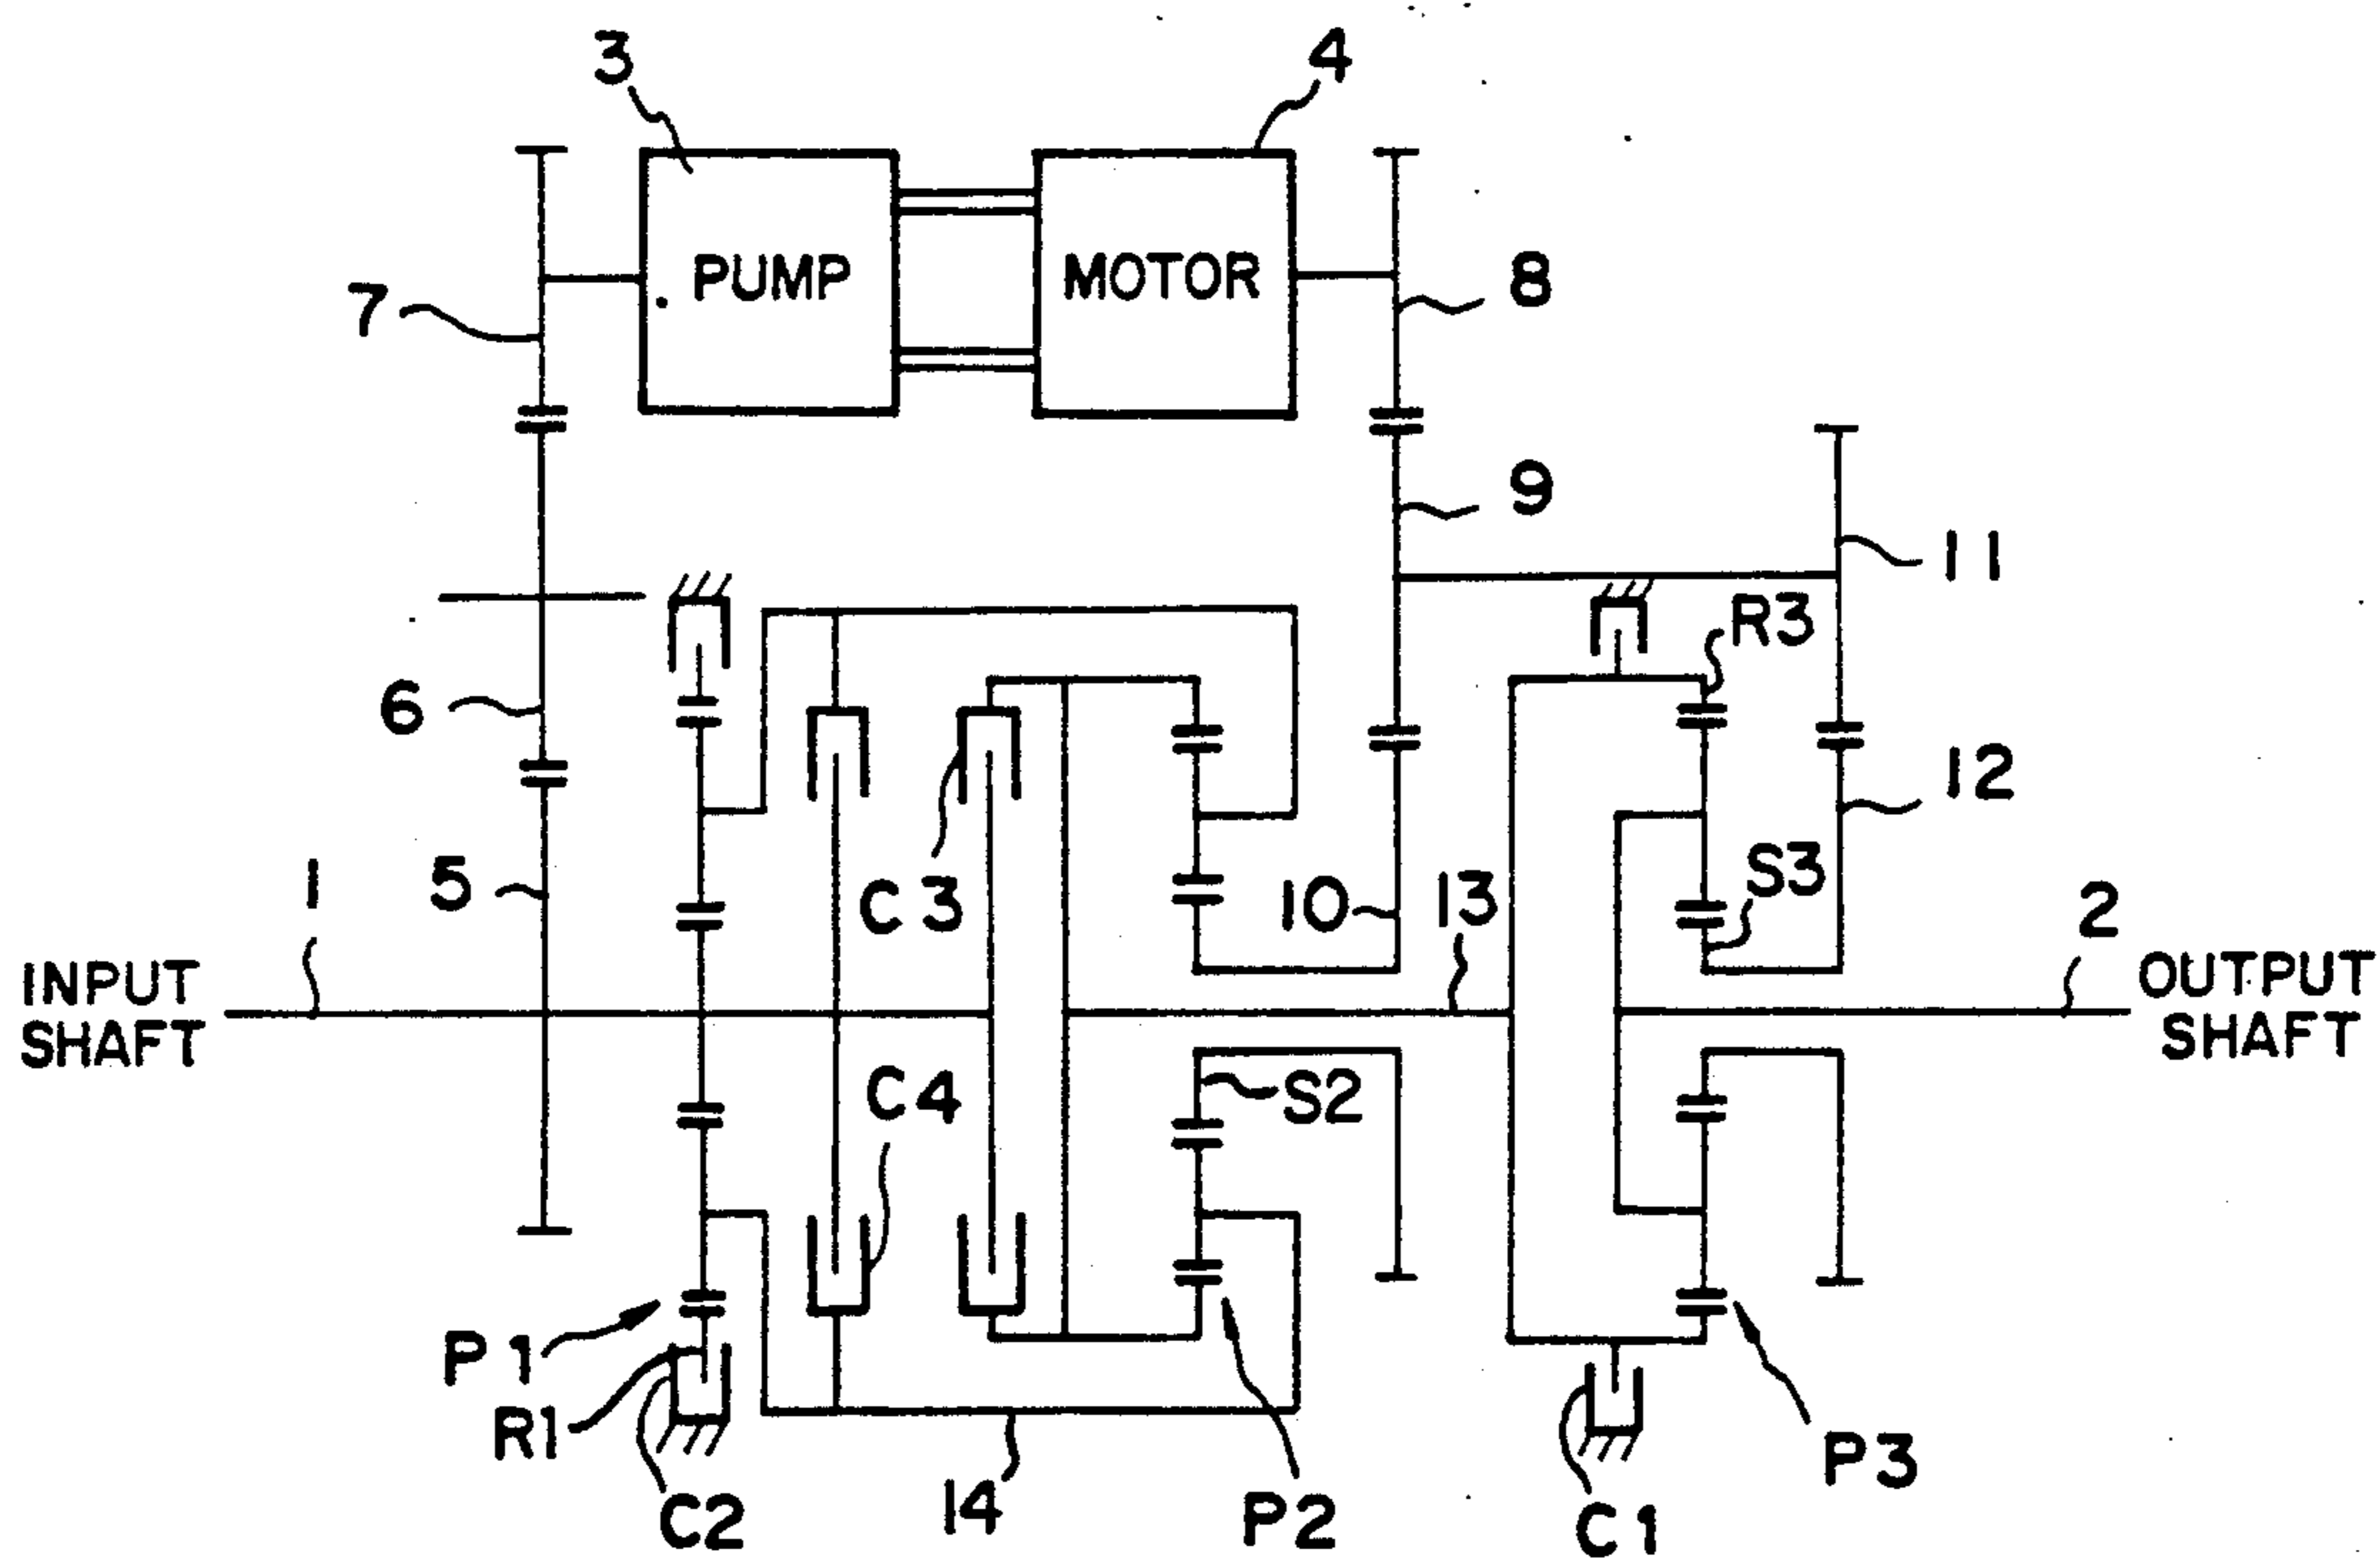 3
4
PUMP
MOTOR
7
8
9
11
R3
6
12
1
5
C3
10
13
S3
2
INPUT
SHAFT
OUTPUT
SHAFT
C4
S2
P1
R1
C2
14
P2
C1
P3